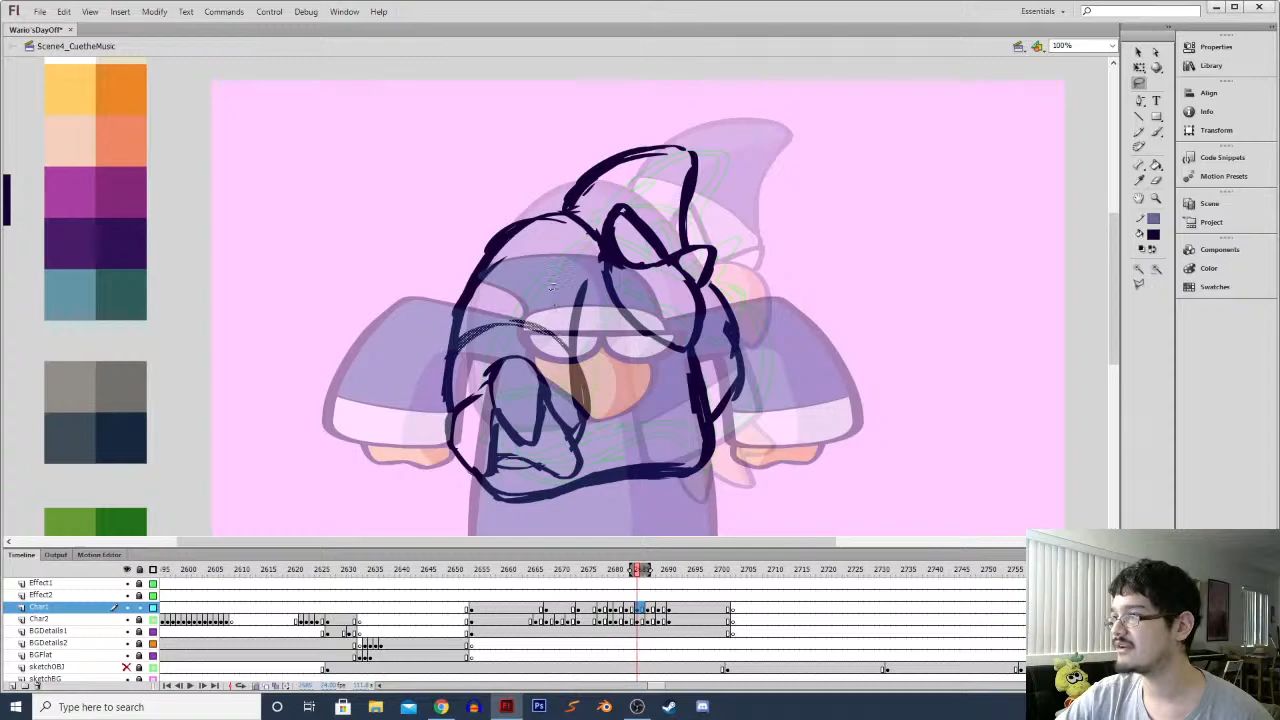 Fl File Edit View Insert Modify Text Commands Control Debug Window Help Essentials
Wario'sDayOff* ×
Scene4_CuetheMusic 100%
Properties
Library
Align
Info
Transform
Code Snippets
Motion Presets
Scene
Project
Components
Color
Swatches
Timeline Output Motion Editor
2600 2605 2610 2615 2620 2625 2630 2635 2640 2645 2650 2655 2660 2665 2670 2675 2680 2690 2695 2700 2705 2710 2715 2720 2725 2730 2735 2740 2745 2750 2755
Effect1
Effect2
Char1
Char2
BGDetails1
BGDetails2
BGFlat
sketchOBJ
sketchBG
24.00 fps
Type here to search